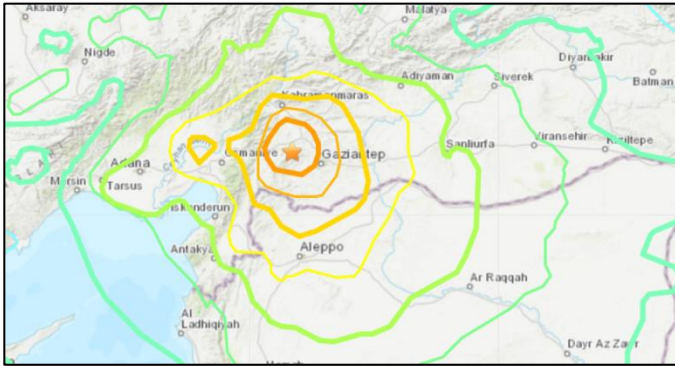 Aksaray
Malatya
Nigde
Diyarbakir
Adiyaman
Siverek
Batman
Kahramanmaras
Sanliurfa
Viransehir
Kiziltepe
Adana
Osmaniye
Gaziantep
Mersin
Tarsus
Iskenderun
Antakya
Aleppo
Ar Raqqah
Al
Ladhiqiyah
Dayr Az Zawr